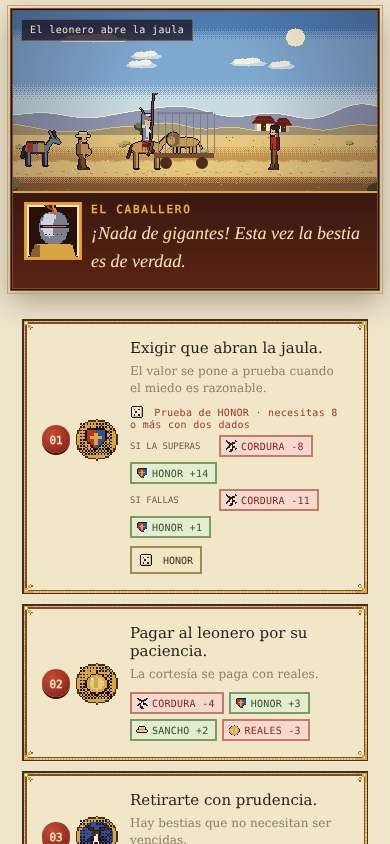 El leonero abre la jaula
EL CABALLERO
¡Nada de gigantes! Esta vez la bestia
es de verdad.
01
Exigir que abran la jaula.
El valor se pone a prueba cuando
el miedo es razonable.
Prueba de HONOR · necesitas 8
o más con dos dados
SI LA SUPERAS CORDURA -8
HONOR +14
SI FALLAS CORDURA -11
HONOR +1
HONOR
02
Pagar al leonero por su
paciencia.
La cortesía se paga con reales.
CORDURA -4 HONOR +3
SANCHO +2 REALES -3
03
Retirarte con prudencia.
Hay bestias que no necesitan ser
vencidas.